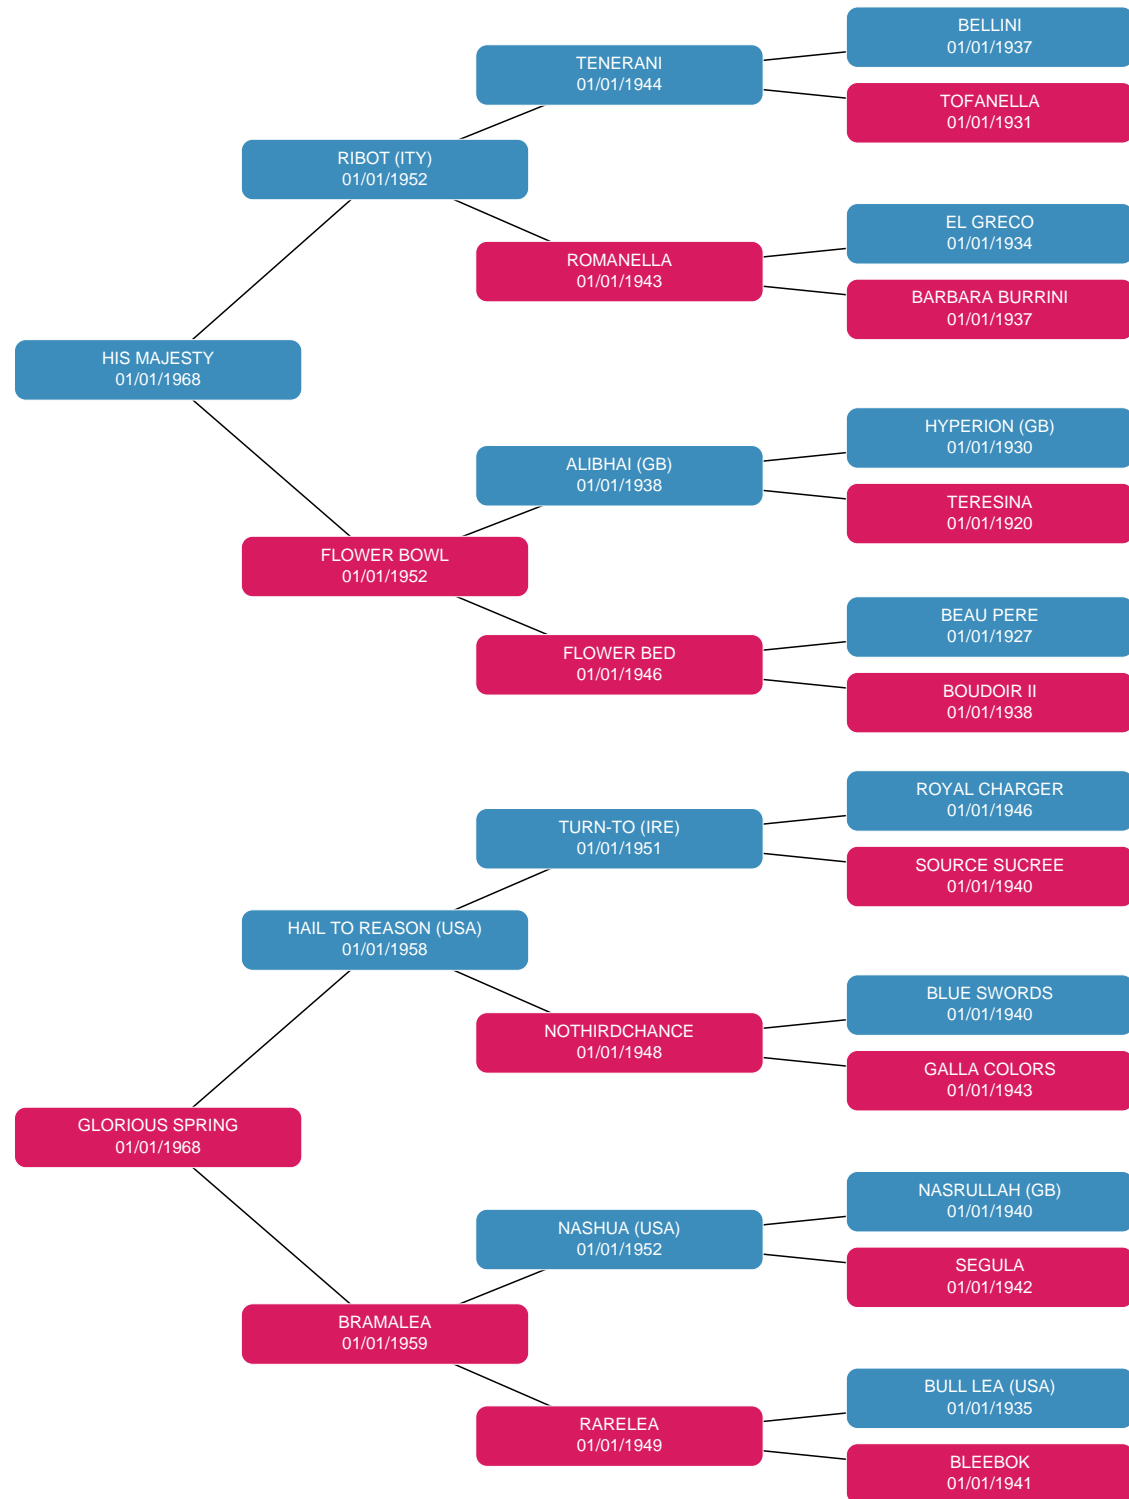 BELLINI
01/01/1937
TENERANI
01/01/1944
TOFANELLA
01/01/1931
RIBOT (ITY)
01/01/1952
EL GRECO
01/01/1934
ROMANELLA
01/01/1943
BARBARA BURRINI
01/01/1937
HIS MAJESTY
01/01/1968
HYPERION (GB)
01/01/1930
ALIBHAI (GB)
01/01/1938
TERESINA
01/01/1920
FLOWER BOWL
01/01/1952
BEAU PERE
01/01/1927
FLOWER BED
01/01/1946
BOUDOIR II
01/01/1938
ROYAL CHARGER
01/01/1946
TURN-TO (IRE)
01/01/1951
SOURCE SUCREE
01/01/1940
HAIL TO REASON (USA)
01/01/1958
BLUE SWORDS
01/01/1940
NOTHIRDCHANCE
01/01/1948
GALLA COLORS
01/01/1943
GLORIOUS SPRING
01/01/1968
NASRULLAH (GB)
01/01/1940
NASHUA (USA)
01/01/1952
SEGULA
01/01/1942
BRAMALEA
01/01/1959
BULL LEA (USA)
01/01/1935
RARELEA
01/01/1949
BLEEBOK
01/01/1941